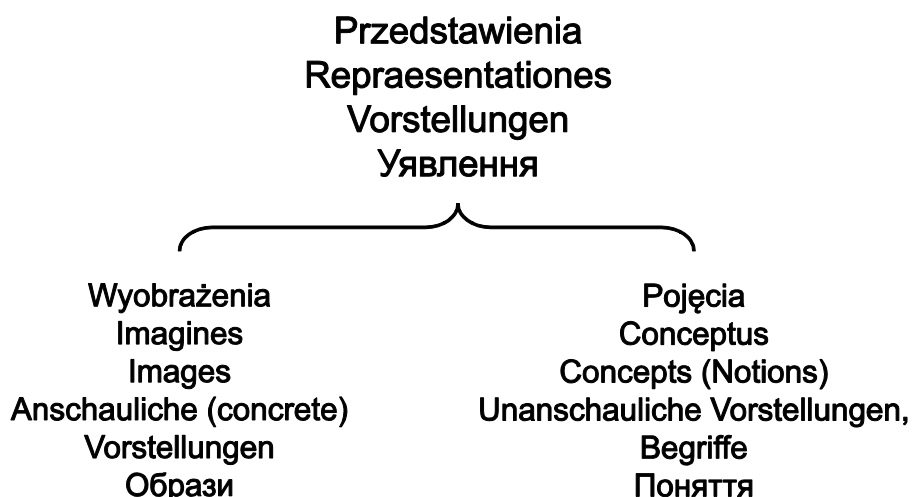 Przedstawienia
Repraesentationes
Vorstellungen
Уявлення
Wyobrażenia
Imagines
Images
Anschauliche (concrete)
Vorstellungen
Образи
Pojęcia
Conceptus
Concepts (Notions)
Unanschauliche Vorstellungen,
Begriffe
Поняття